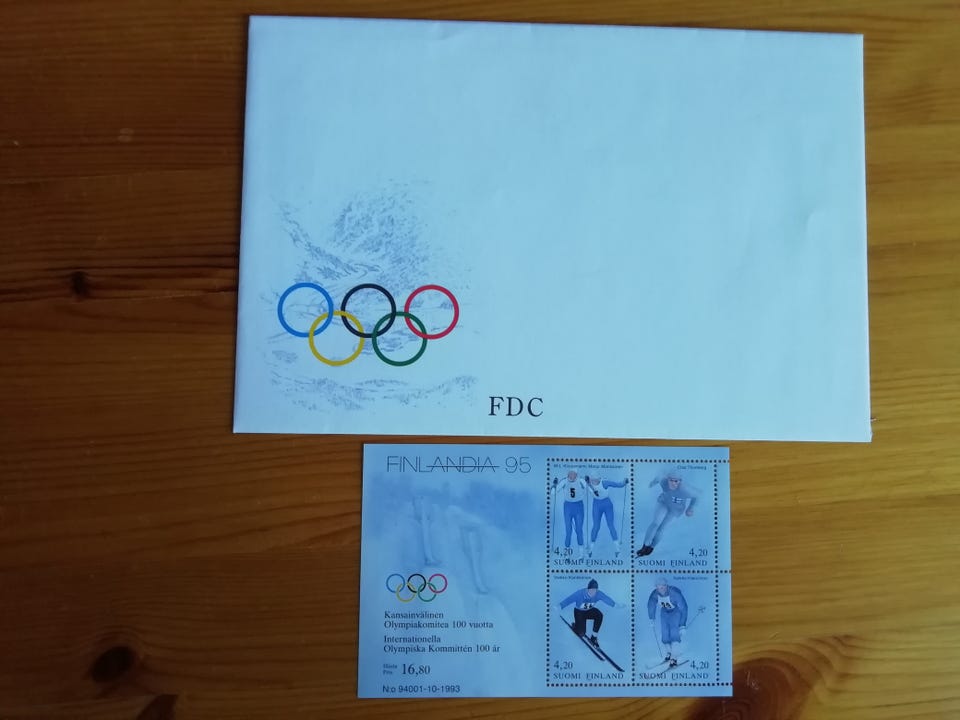 FDC
FINLANDIA 95
Kansainvälinen
Olympiakomitea 100 vuotta
Internationella
Olympiska Kommittén 100 år
Hinta
Pris 16,80
N:o 94001-10-1993
5
4,20
SUOMI FINLAND
4,20
SUOMI FINLAND
4,20
SUOMI FINLAND
4,20
SUOMI FINLAND